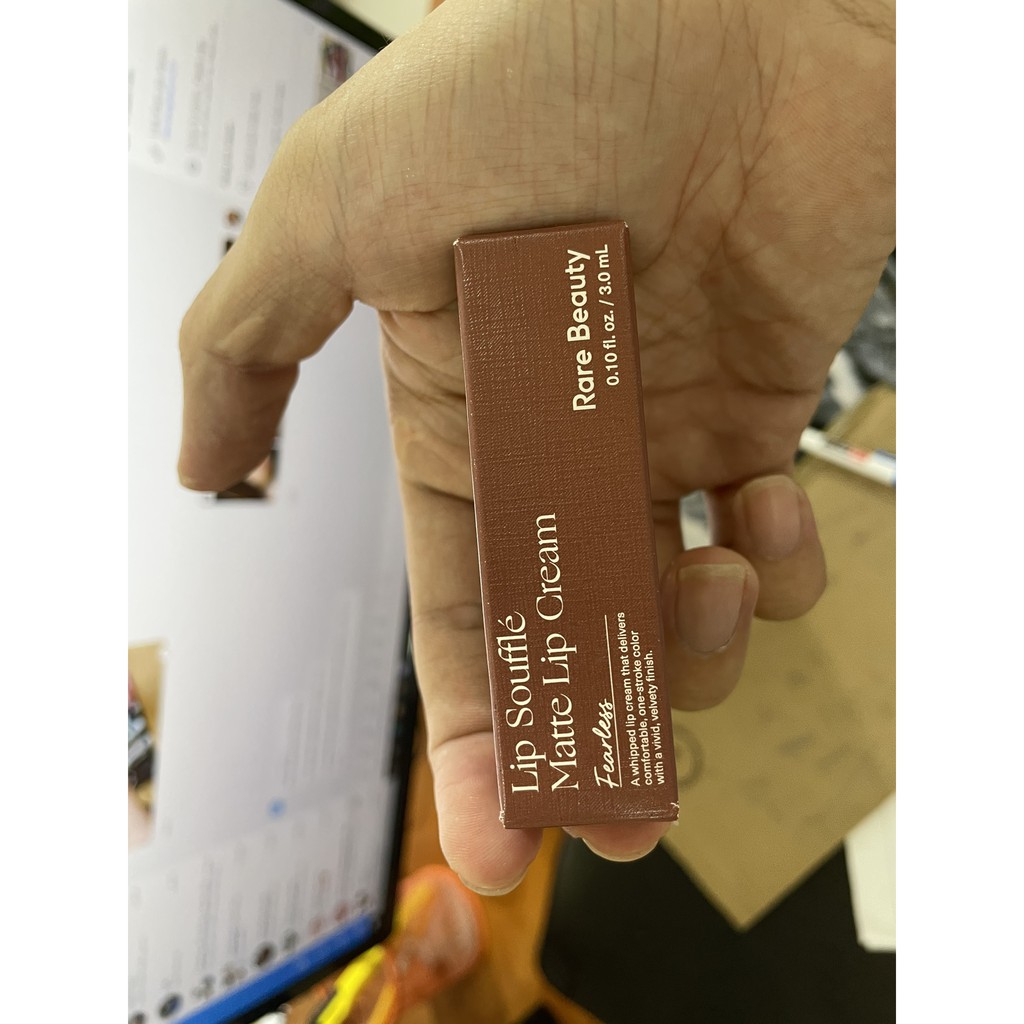 Lip Soufflé
Matte Lip Cream
Fearless
A whipped lip cream that delivers
comfortable, one-stroke color
with a vivid, velvety finish.
Rare Beauty
0.10 fl. oz. / 3.0 mL